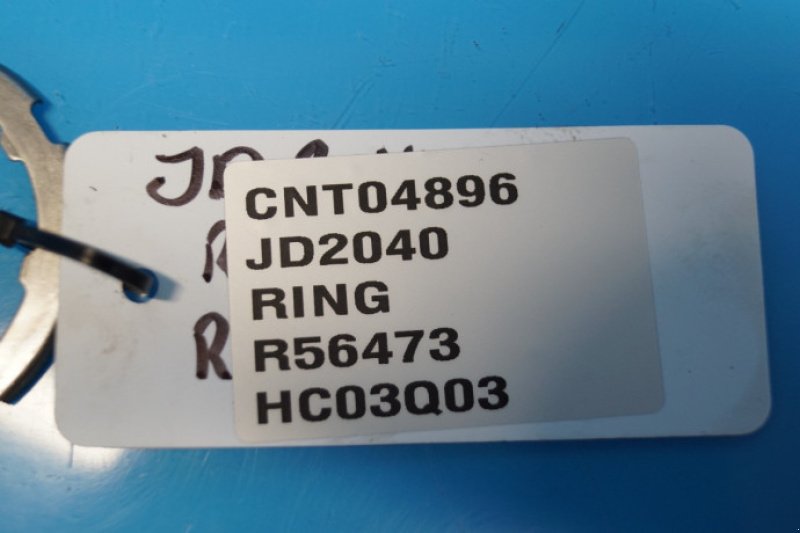 CNT04896
JD2040
RING
R56473
HC03Q03